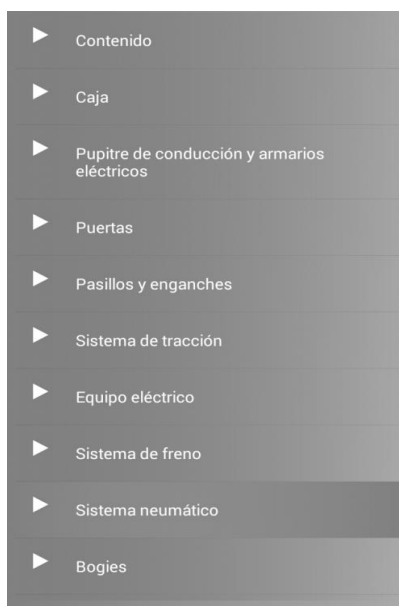 Contenido
Caja
Pupitre de conducción y armarios
eléctricos
Puertas
Pasillos y enganches
Sistema de tracción
Equipo eléctrico
Sistema de freno
Sistema neumático
Bogies